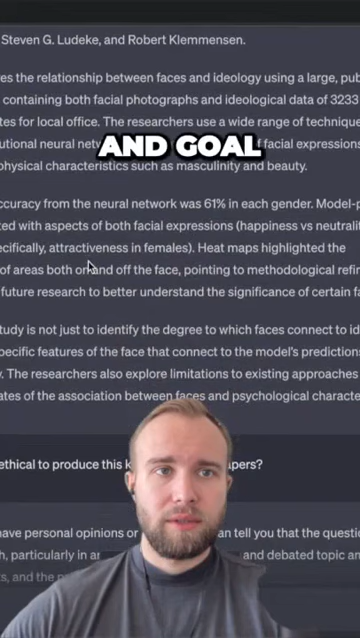 Steven G. Ludeke, and Robert Klemmensen.
res the relationship between faces and ideology using a large, pub
containing both facial photographs and ideological data of 3233
tes for local office. The researchers use a wide range of technique
utional neural netw f facial expressions
physical characteristics such as masculinity and beauty.
AND GOAL
ccuracy from the neural network was 61% in each gender. Model-p
ted with aspects of both facial expressions (happiness vs neutrali
ecifically, attractiveness in females). Heat maps highlighted the
of areas both on and off the face, pointing to methodological refi
future research to better understand the significance of certain fa
tudy is not just to identify the degree to which faces connect to id
pecific features of the face that connect to the model's predictions
. The researchers also explore limitations to existing approaches
ates of the association between faces and psychological characte
ethical to produce this k pers?
have personal opinions or an tell you that the questio
h, particularly in ar and debated topic an
s, and the p